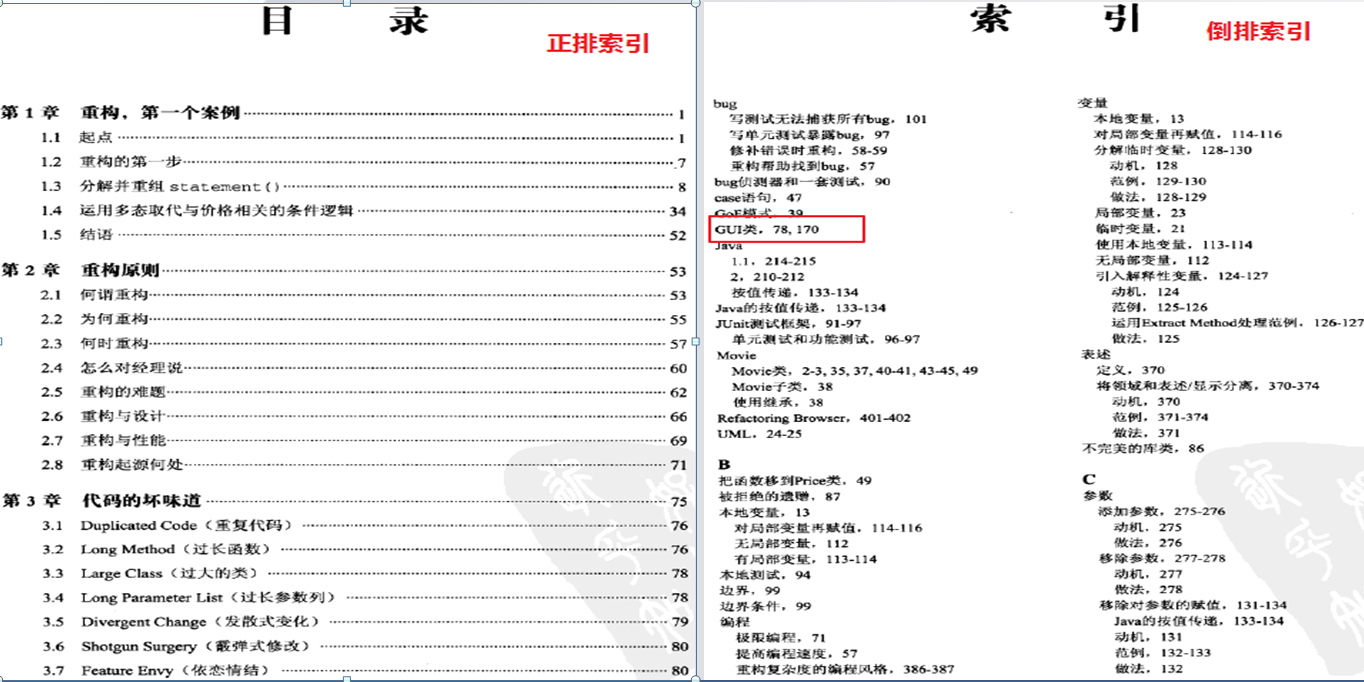 目 录
正排索引
第 1 章 重构，第一个案例 1
1.1 起点 1
1.2 重构的第一步 7
1.3 分解并重组 statement() 8
1.4 运用多态取代与价格相关的条件逻辑 34
1.5 结语 52
第 2 章 重构原则 53
2.1 何谓重构 53
2.2 为何重构 55
2.3 何时重构 57
2.4 怎么对经理说 60
2.5 重构的难题 62
2.6 重构与设计 66
2.7 重构与性能 69
2.8 重构起源何处 71
第 3 章 代码的坏味道 75
3.1 Duplicated Code（重复代码） 76
3.2 Long Method（过长函数） 76
3.3 Large Class（过大的类） 78
3.4 Long Parameter List（过长参数列） 78
3.5 Divergent Change（发散式变化） 79
3.6 Shotgun Surgery（霰弹式修改） 80
3.7 Feature Envy（依恋情结） 80
索 引
倒排索引
bug
写测试无法捕获所有bug，101
写单元测试暴露bug，97
修补错误时重构，58-59
重构帮助找到bug，57
bug侦测器和一套测试，90
case语句，47
GoF模式，39
GUI类，78, 170
Java
1.1，214-215
2，210-212
按值传递，133-134
Java的按值传递，133-134
JUnit测试框架，91-97
单元测试和功能测试，96-97
Movie
Movie类，2-3, 35, 37, 40-41, 43-45, 49
Movie子类，38
使用继承，38
Refactoring Browser，401-402
UML，24-25
B
把函数移到Price类，49
被拒绝的遗赠，87
本地变量，13
对局部变量再赋值，114-116
无局部变量，112
有局部变量，113-114
本地测试，94
边界，99
边界条件，99
编程
极限编程，71
提高编程速度，57
重构复杂度的编程风格，386-387
变量
本地变量，13
对局部变量再赋值，114-116
分解临时变量，128-130
动机，128
范例，129-130
做法，128-129
局部变量，23
临时变量，21
使用本地变量，113-114
无局部变量，112
引入解释性变量，124-127
动机，124
范例，125-126
运用Extract Method处理范例，126-127
做法，125
表述
定义，370
将领域和表述/显示分离，370-374
动机，370
范例，371-374
做法，371
不完美的库类，86
C
参数
添加参数，275-276
动机，275
做法，276
移除参数，277-278
动机，277
做法，278
移除对参数的赋值，131-134
Java的按值传递，133-134
动机，131
范例，132-133
做法，132